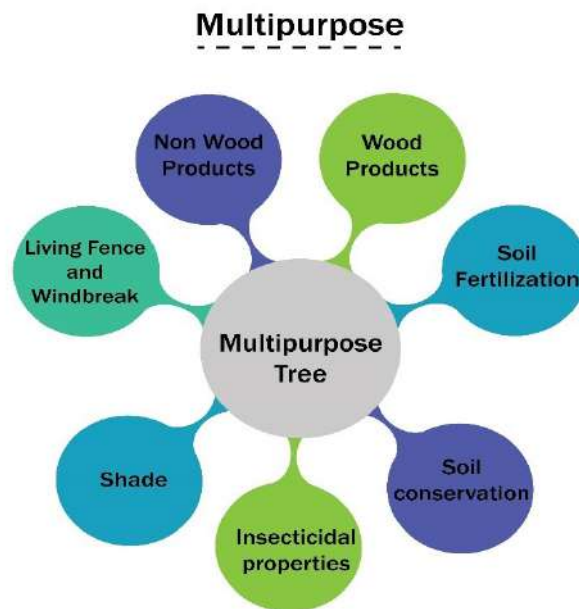 Multipurpose
Non Wood
Products
Wood
Products
Living Fence
and
Windbreak
Soil
Fertilization
Multipurpose
Tree
Shade
Soil
conservation
Insecticidal
properties